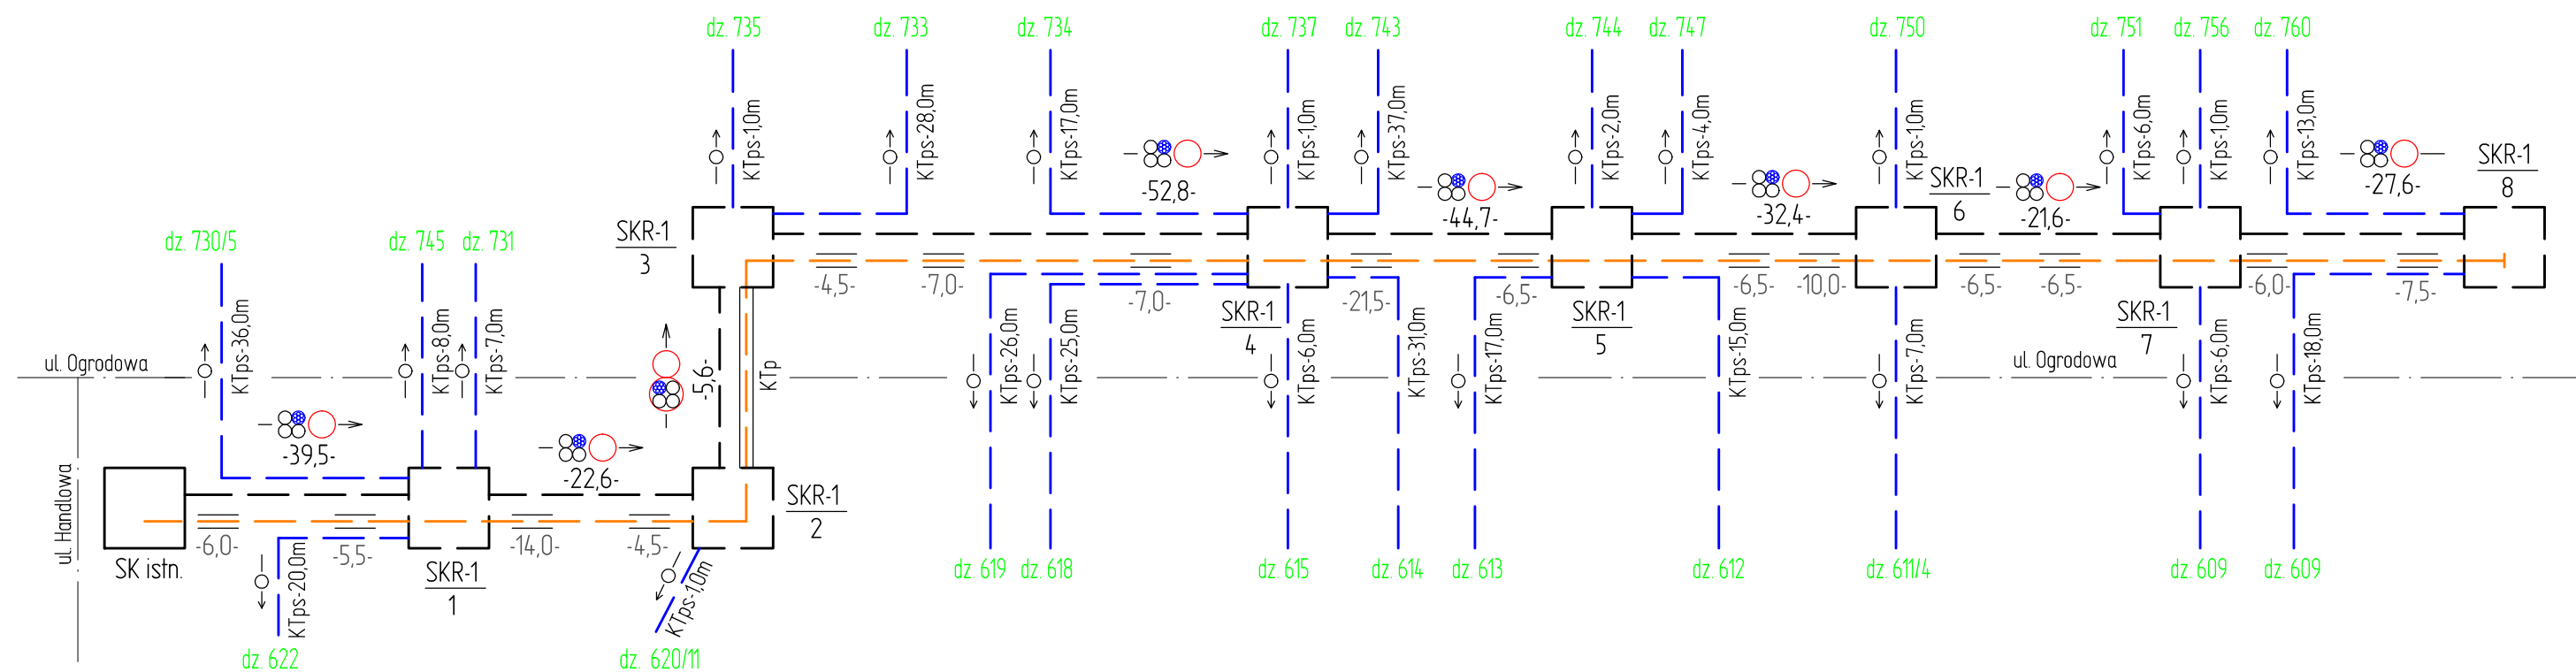 dz. 735
dz. 733
dz. 734
dz. 737
dz. 743
dz. 744
dz. 747
dz. 750
dz. 751
dz. 756
dz. 760
KTps-1,0m
KTps-28,0m
KTps-17,0m
KTps-1,0m
KTps-37,0m
KTps-2,0m
KTps-4,0m
KTps-1,0m
KTps-6,0m
KTps-1,0m
KTps-13,0m
-52,8-
-44,7-
-32,4-
-21,6-
-27,6-
SKR-1
8
SKR-1
6
SKR-1
3
dz. 730/5
dz. 745
dz. 731
-4,5-
-7,0-
-7,0-
-21,5-
-6,5-
-6,5-
-10,0-
-6,5-
-6,5-
-6,0-
-7,5-
SKR-1
4
SKR-1
5
SKR-1
7
KTps-36,0m
KTps-8,0m
KTps-7,0m
-5,6-
KTp
KTps-26,0m
KTps-25,0m
KTps-6,0m
KTps-31,0m
KTps-17,0m
KTps-15,0m
KTps-7,0m
KTps-6,0m
KTps-18,0m
ul. Ogrodowa
ul. Ogrodowa
ul. Handlowa
-39,5-
-22,6-
SKR-1
2
-6,0-
-5,5-
-14,0-
-4,5-
SK istn.
SKR-1
1
KTps-20,0m
KTps-1,0m
dz. 619
dz. 618
dz. 615
dz. 614
dz. 613
dz. 612
dz. 611/4
dz. 609
dz. 609
dz. 622
dz. 620/11